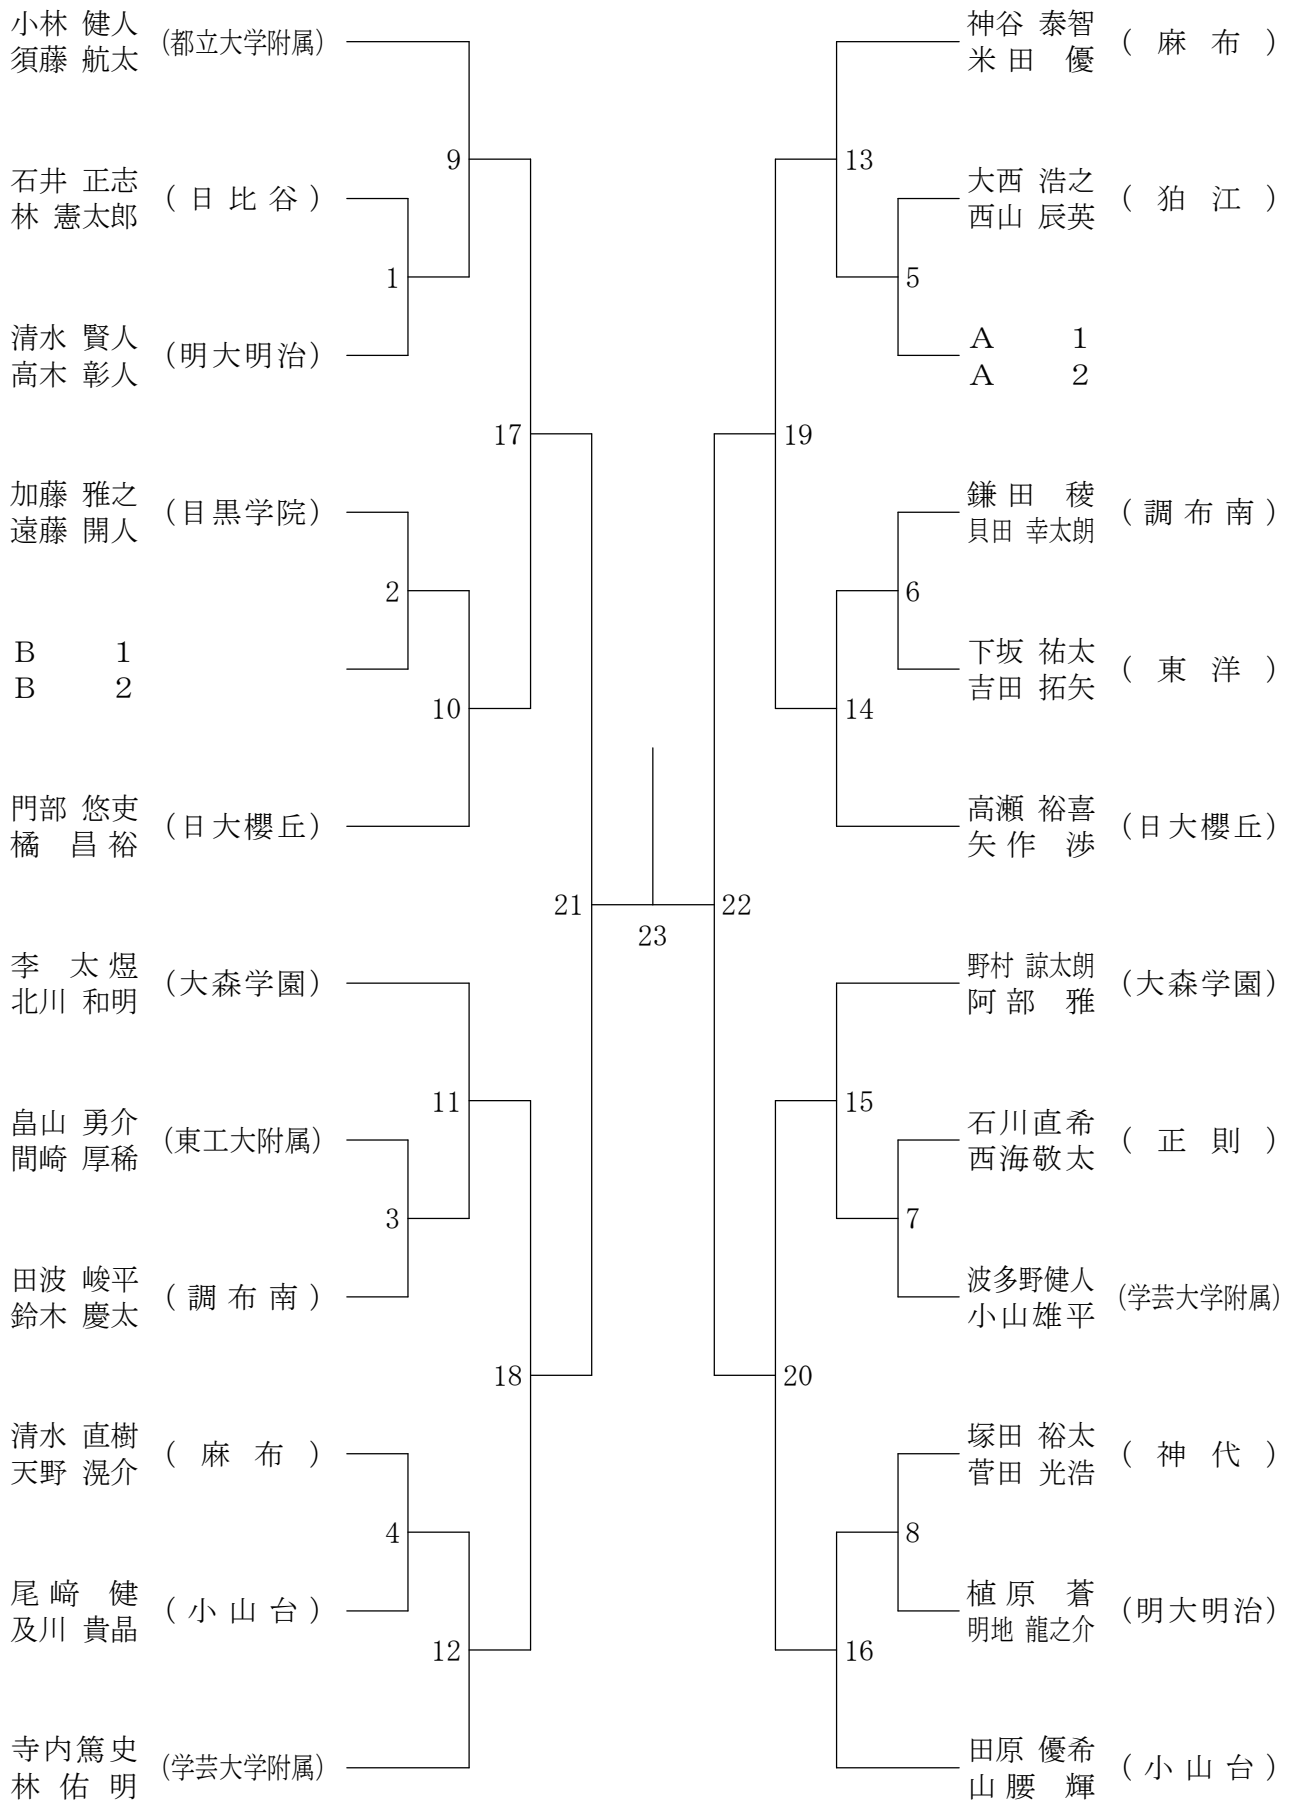 小林 健人
須藤 航太
(都立大学附属)
9
石井 正志
林 憲太郎
(日比谷)
1
清水 賢人
高木 彰人
(明大明治)
17
加藤 雅之
遠藤 開人
(目黒学院)
2
B 1
B 2
10
門部 悠吏
橘 昌裕
(日大櫻丘)
21
李 太煜
北川 和明
(大森学園)
11
畠山 勇介
間崎 厚稀
(東工大附属)
3
田波 峻平
鈴木 慶太
(調布南)
18
清水 直樹
天野 滉介
(麻布)
4
尾﨑 健
及川 貴晶
(小山台)
12
寺内篤史
林佑明
(学芸大学附属)
23
神谷 泰智
米田 優
(麻布)
13
大西 浩之
西山 辰英
(狛江)
5
A 1
A 2
19
鎌田 稜
貝田 幸太朗
(調布南)
6
下坂 祐太
吉田 拓矢
(東洋)
14
高瀬 裕喜
矢作 渉
(日大櫻丘)
22
野村 諒太朗
阿部 雅
(大森学園)
15
石川直希
西海敬太
(正則)
7
波多野健人
小山雄平
(学芸大学附属)
20
塚田 裕太
菅田 光浩
(神代)
8
植原 蒼
明地 龍之介
(明大明治)
16
田原 優希
山腰 輝
(小山台)